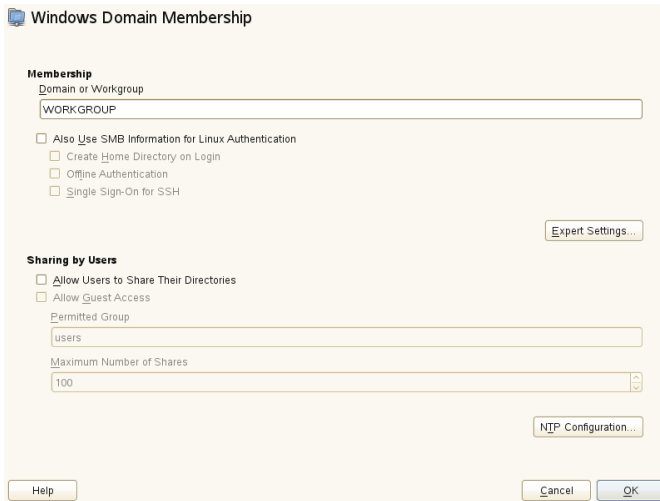 Windows Domain Membership
Membership
Domain or Workgroup
WORKGROUP
Also Use SMB Information for Linux Authentication
Create Home Directory on Login
Offline Authentication
Single Sign-On for SSH
Expert Settings...
Sharing by Users
Allow Users to Share Their Directories
Allow Guest Access
Permitted Group
users
Maximum Number of Shares
100
NTP Configuration...
Help
Cancel
OK